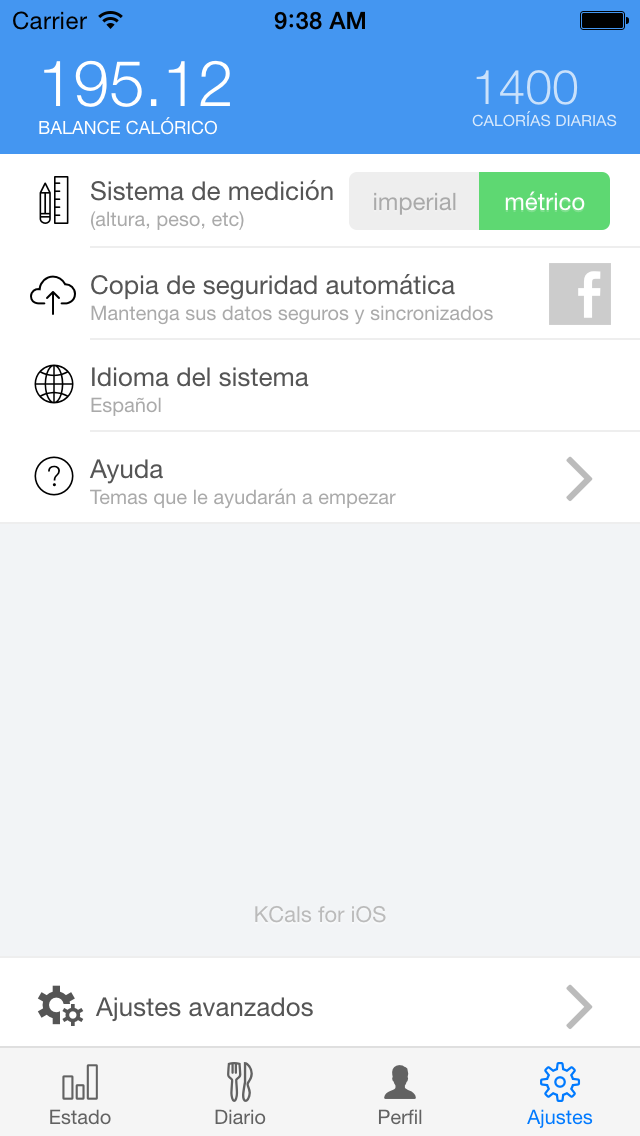 Carrier
9:38 AM
195.12
BALANCE CALÓRICO
1400
CALORÍAS DIARIAS
Sistema de medición
(altura, peso, etc)
imperial
métrico
Copia de seguridad automática
Mantenga sus datos seguros y sincronizados
f
Idioma del sistema
Español
?
Ayuda
Temas que le ayudarán a empezar
KCals for iOS
Ajustes avanzados
Estado
Diario
Perfil
Ajustes